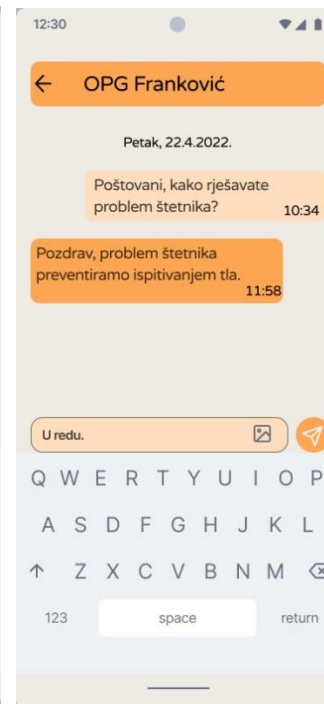 12:30
OPG Franković
Petak, 22.4.2022.
Poštovani, kako rješavate
problem štetnika?
10:34
Pozdrav, problem štetnika
preventiramo ispitivanjem tla.
11:58
U redu.
Q W E R T Y U I O P
A S D F G H J K L
Z X C V B N M
123 space return